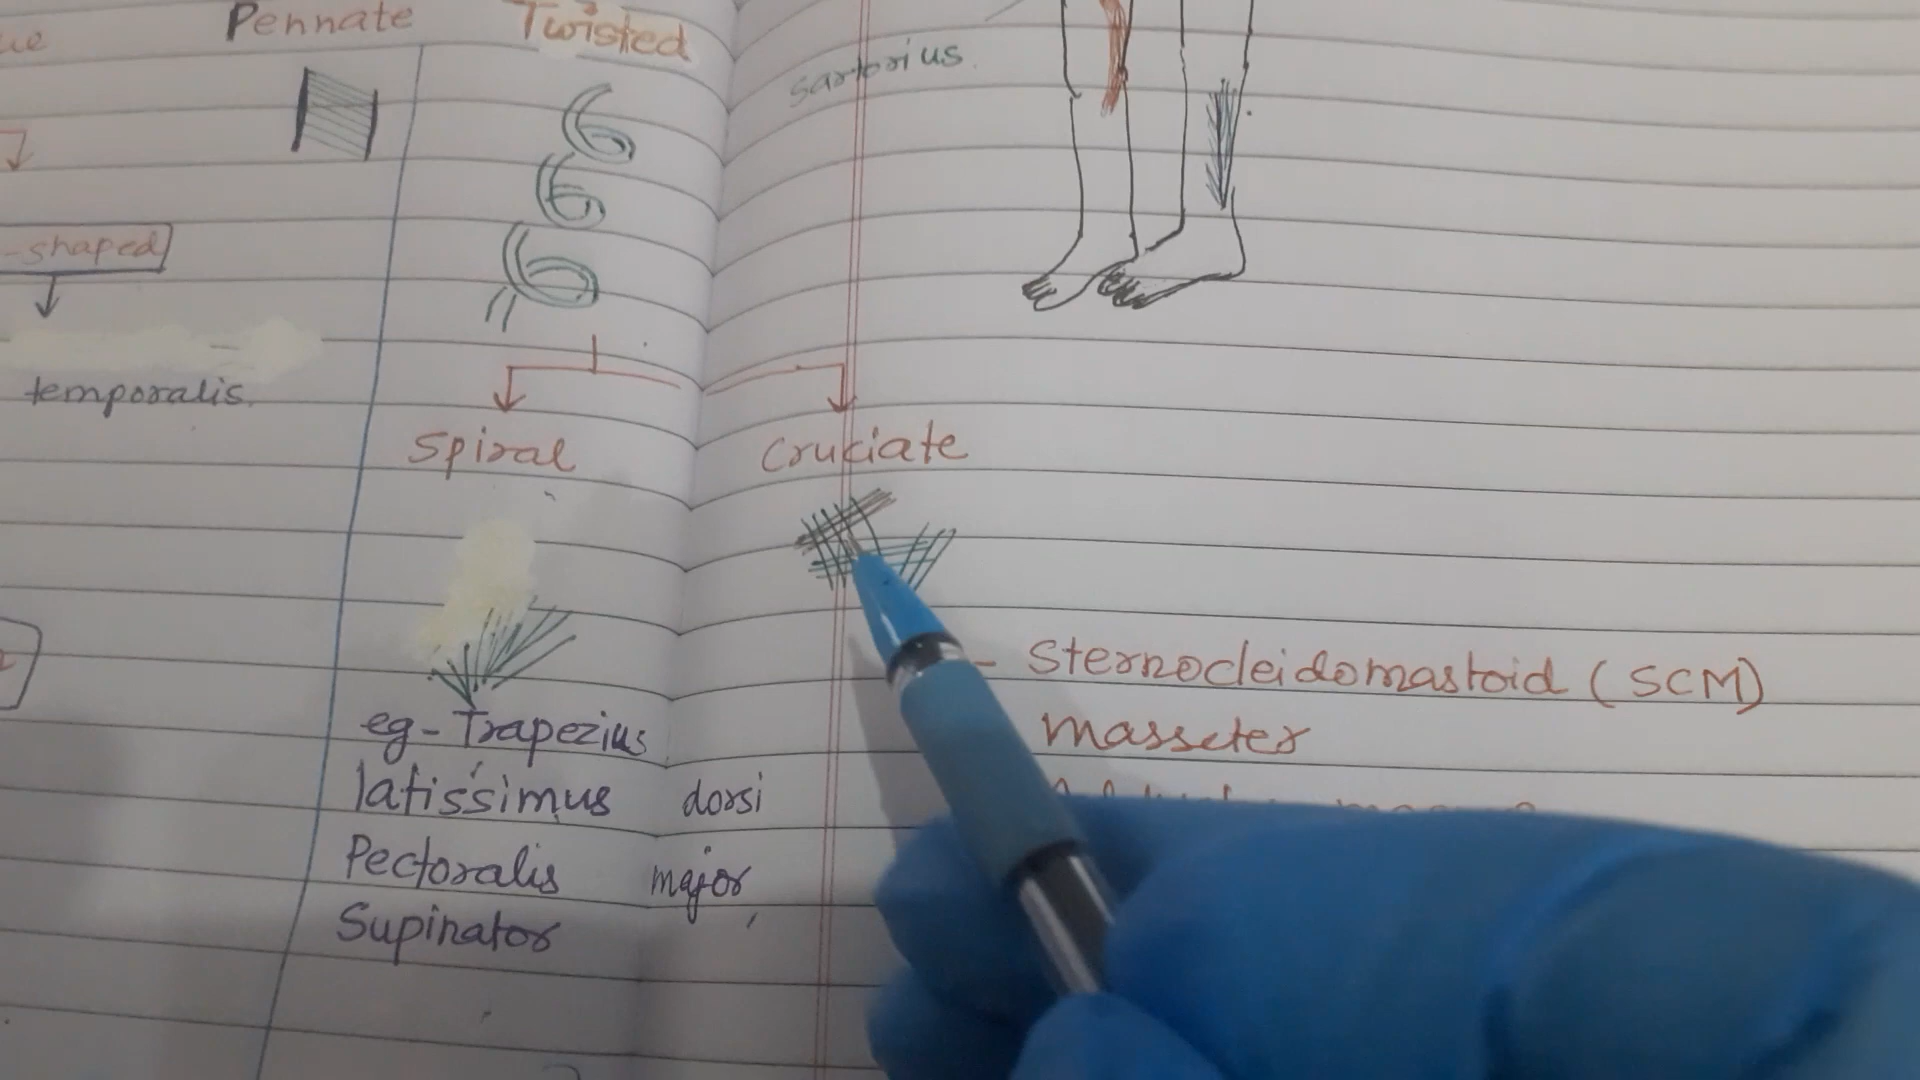 Pennate
Twisted
Sartorius
-shaped
temporalis.
Spiral
Cruciate
eg- Trapezius
latissimus dorsi
Pectoralis major,
Supinator
- Sternocleidomastoid (SCM)
masseter